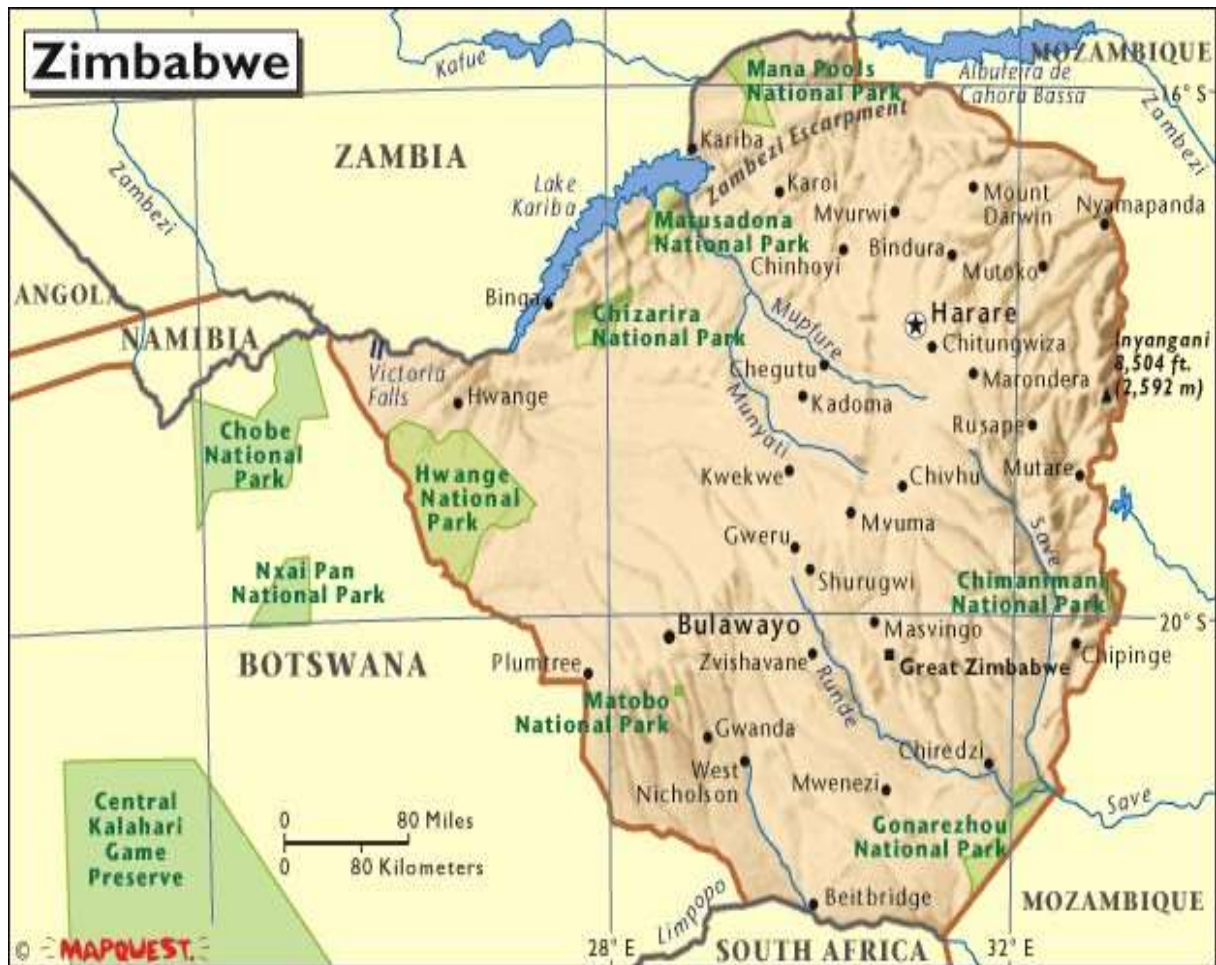 Zimbabwe
Kafue
MOZAMBIQUE
Mana Pools
National Park
Albufeira de
Cahora Bassa
16° S
Zambezi
ZAMBIA
Kariba
Zambezi Escarpment
Lake
Kariba
Karoi
Mount
Darwin
Zambezi
Matusadona
National Park
Mvurwi
Nyamapanda
Chinhoyi
Bindura
Mutoko
ANGOLA
Binga
Chizarira
National Park
Mupfure
Harare
NAMIBIA
Chitungwiza
Inyangani
8,504 ft.
(2,592 m)
Victoria
Falls
Chegutu
Marondera
Hwange
Kadoma
Munyati
Rusape
Chobe
National
Park
Hwange
National
Park
Kwekwe
Chivhu
Mutare
Mvuma
Save
Gweru
Nxai Pan
National Park
Shurugwi
Chimanimani
National Park
20° S
Bulawayo
Masvingo
BOTSWANA
Plumtree
Zvishavane
Great Zimbabwe
Chipinge
Runde
Matobo
National Park
Gwanda
Chiredzi
West
Nicholson
Mwenezi
Save
Central
Kalahari
Game
Preserve
0 80 Miles
0 80 Kilometers
Gonarezhou
National Park
Limpopo
Beitbridge
MOZAMBIQUE
© MAPQUEST.
28° E
SOUTH AFRICA
32° E